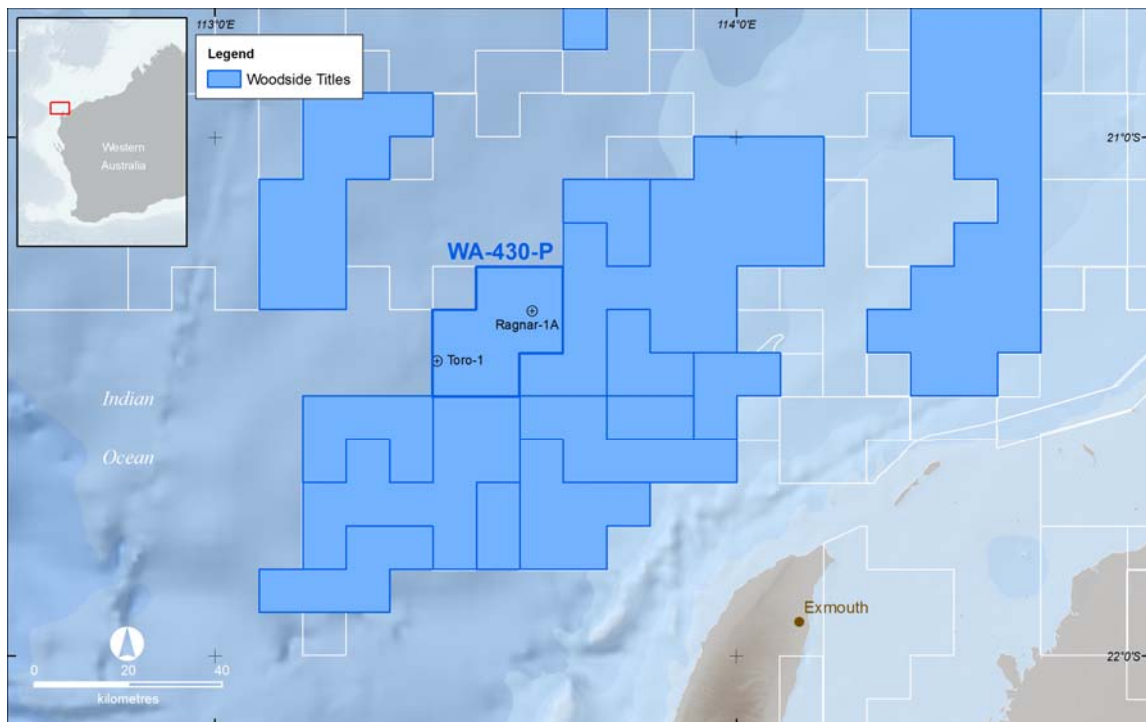 113°0'E
114°0'E
Legend
Woodside Titles
Western
Australia
21°0'S
WA-430-P
Ragnar-1A
Toro-1
Indian
Ocean
Exmouth
22°0'S
0 20 40
kilometres